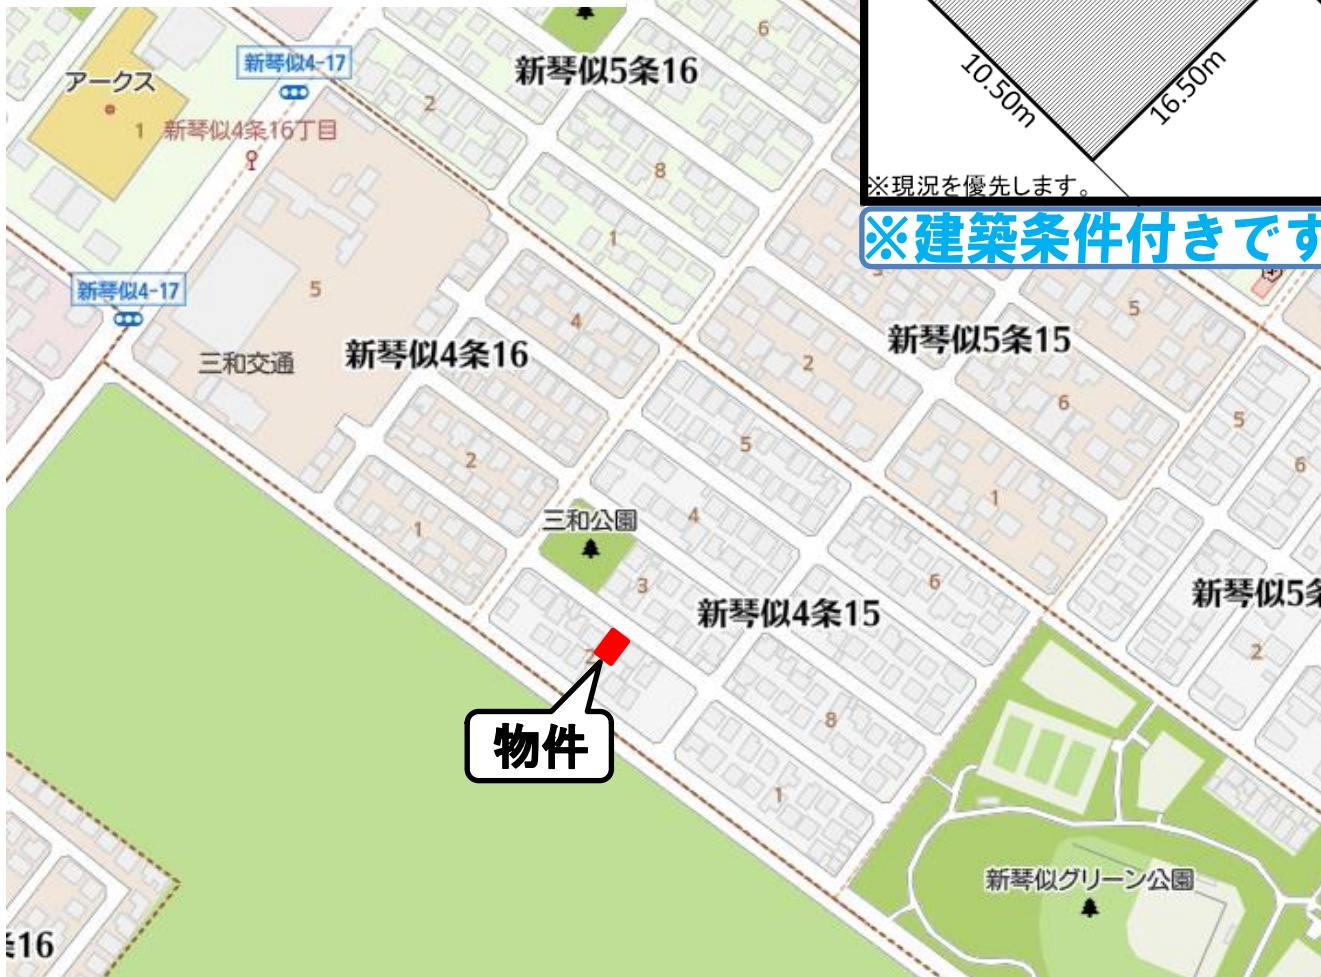 10.50m
16.50m
※現況を優先します。
※建築条件付きです
6
新琴似4-17
新琴似5条16
アークス
2
1
新琴似4条16丁目
8
1
3
新琴似4-17
5
4
5
新琴似5条15
三和交通
新琴似4条16
2
6
5
5
2
6
1
1
三和公園
4
3
6
新琴似4条15
新琴似5条
2
2
物件
8
1
新琴似グリーン公園
条16